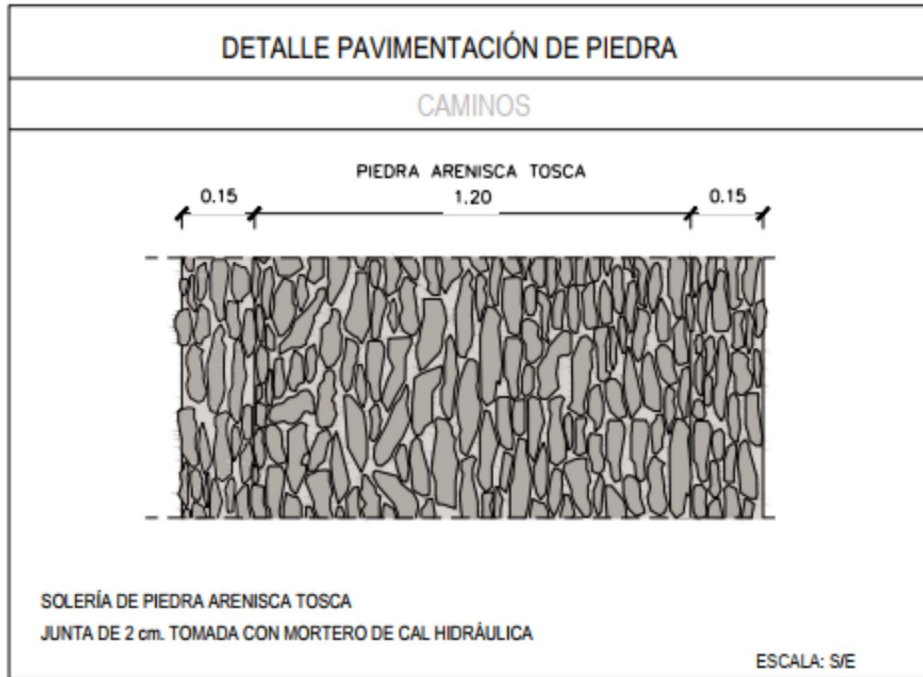 DETALLE PAVIMENTACIÓN DE PIEDRA
CAMINOS
PIEDRA ARENISCA TOSCA
0.15 1.20 0.15
SOLERÍA DE PIEDRA ARENISCA TOSCA
JUNTA DE 2 cm. TOMADA CON MORTERO DE CAL HIDRÁULICA
ESCALA: S/E